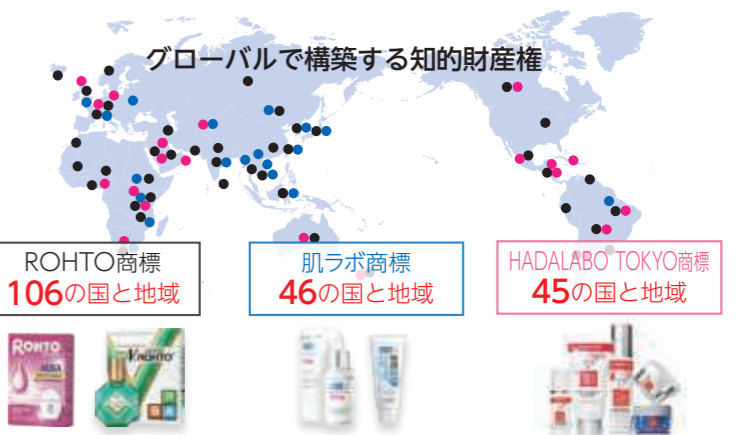 グローバルで構築する知的財産権
ROHTO商標
106の国と地域
肌ラボ商標
46の国と地域
HADALABO TOKYO商標
45の国と地域
ROHTO
ROHTO